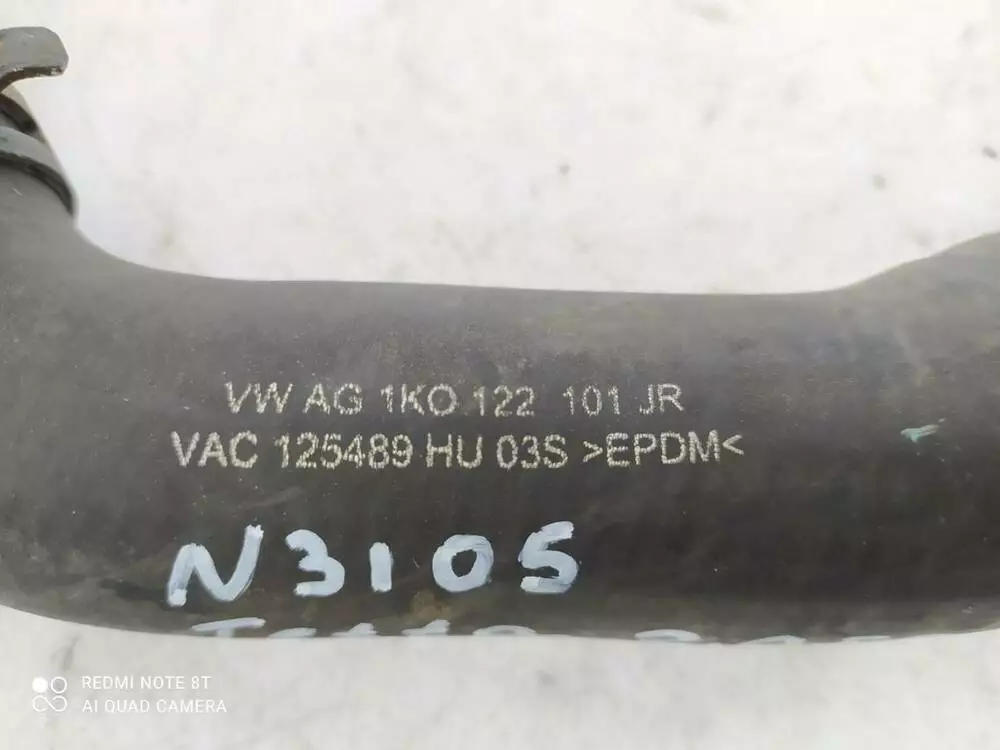 VW AG 1KO 122 101 JR
VAC 125489 HU 03S >EPDM<
N3105
REDMI NOTE 8T
AI QUAD CAMERA